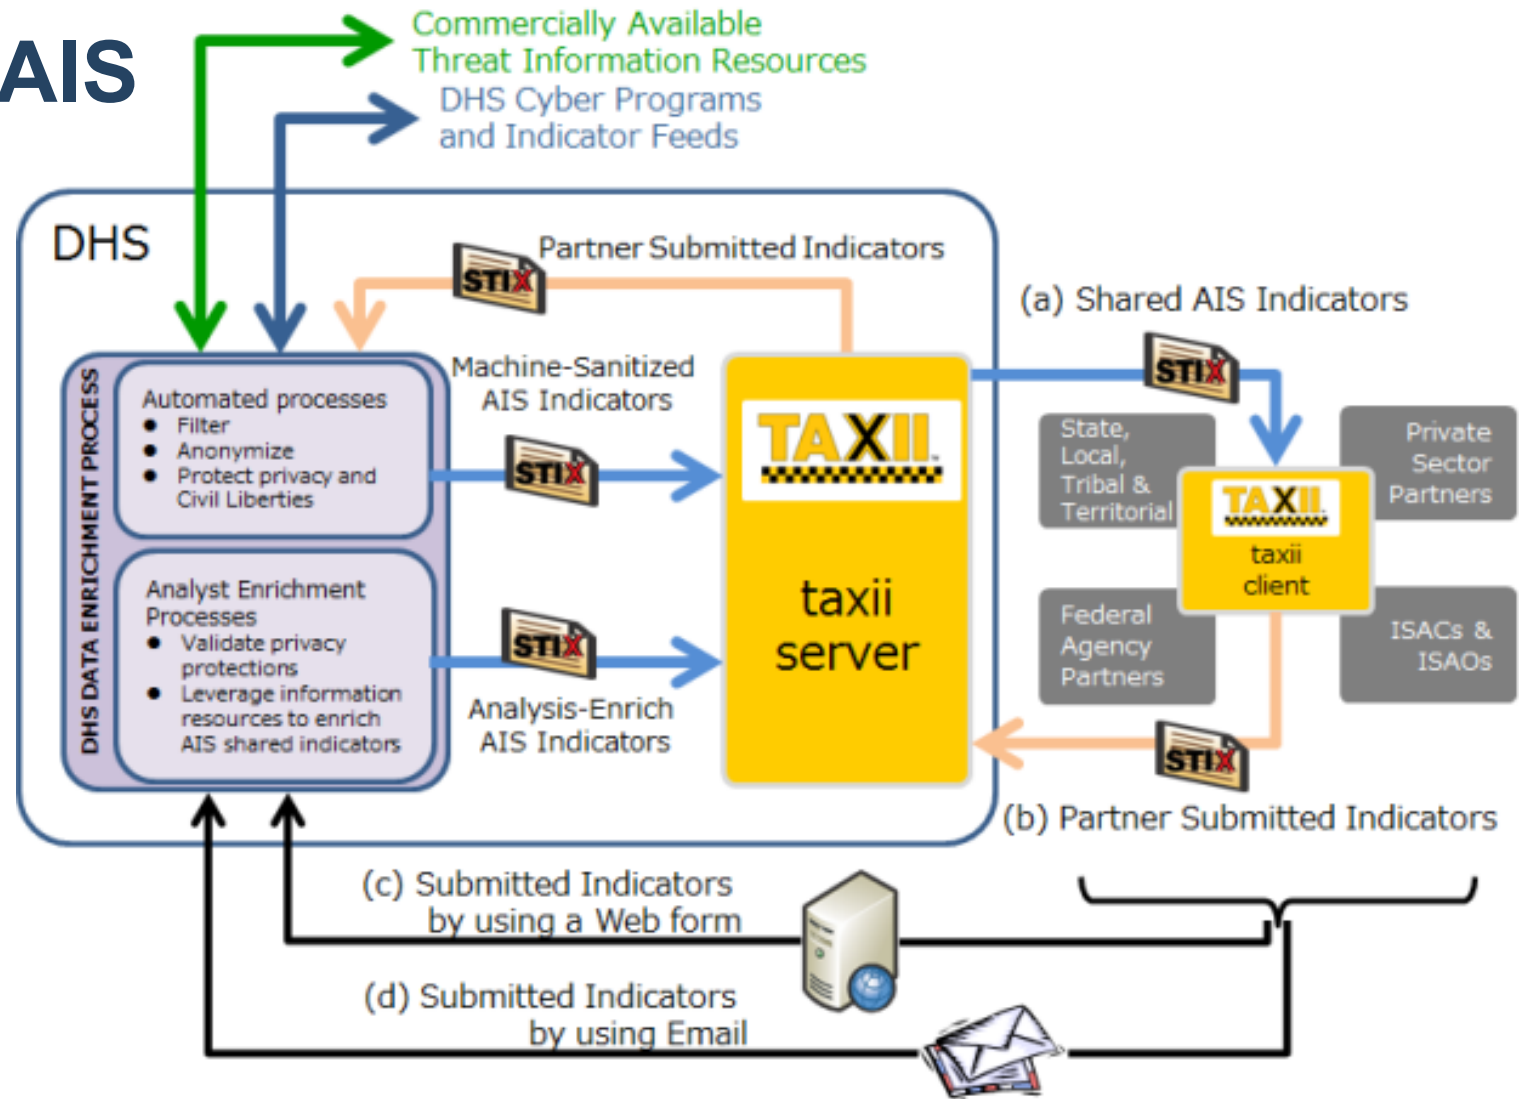 AIS
Commercially Available
Threat Information Resources
DHS Cyber Programs
and Indicator Feeds
DHS
Partner Submitted Indicators
STIX
(a) Shared AIS Indicators
STIX
DHS DATA ENRICHMENT PROCESS
Automated processes
● Filter
● Anonymize
● Protect privacy and
Civil Liberties
Machine-Sanitized
AIS Indicators
STIX
Analyst Enrichment
Processes
● Validate privacy
protections
● Leverage information
resources to enrich
AIS shared indicators
STIX
Analysis-Enrich
AIS Indicators
TAXII
taxii
server
State,
Local,
Tribal &
Territorial
Private
Sector
Partners
TAXII
taxii
client
Federal
Agency
Partners
ISACs &
ISAOs
STIX
(b) Partner Submitted Indicators
(c) Submitted Indicators
by using a Web form
(d) Submitted Indicators
by using Email